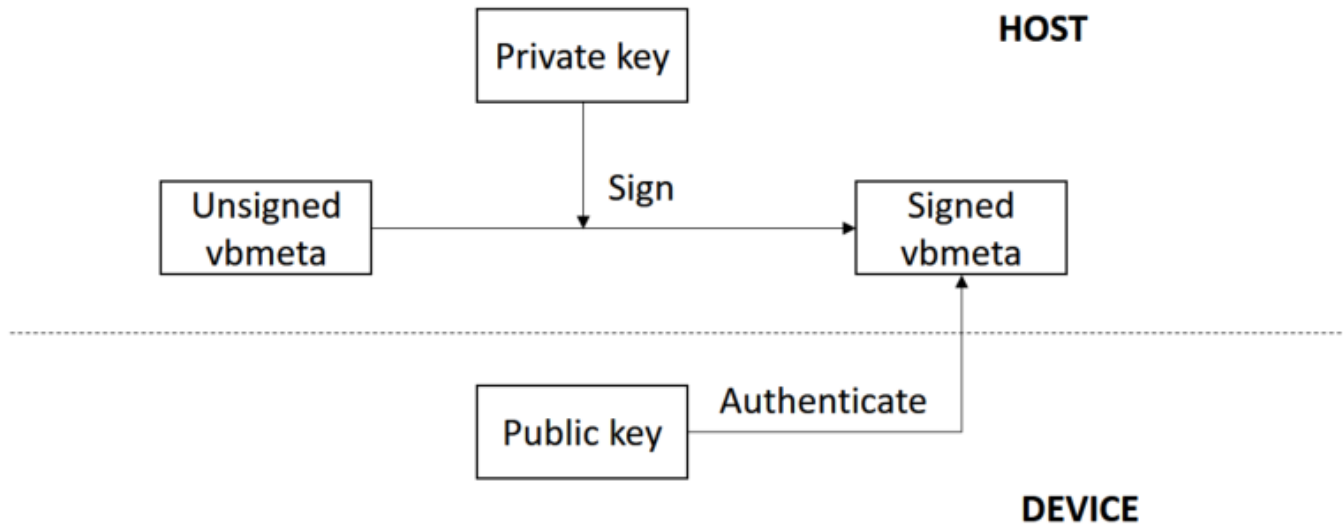 HOST
Private key
Sign
Unsigned
vbmeta
Signed
vbmeta
Authenticate
Public key
DEVICE